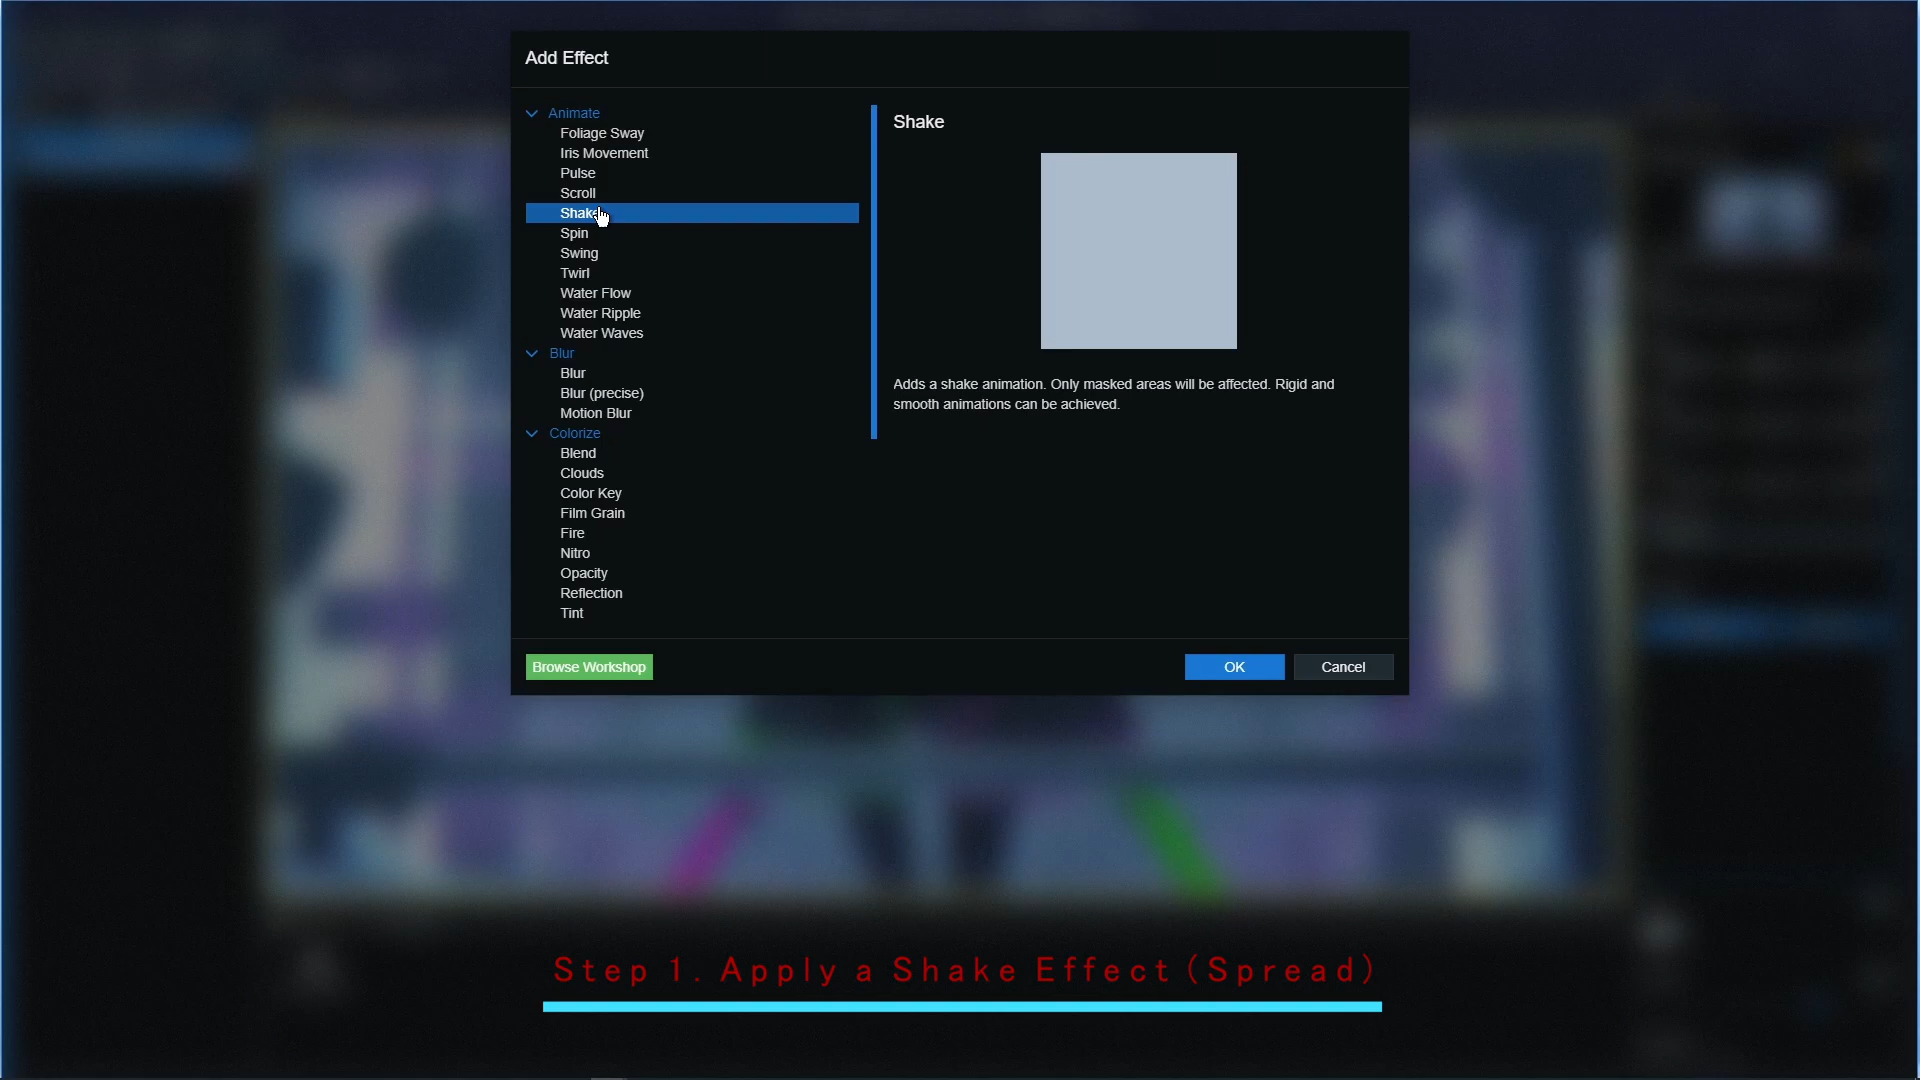 Add Effect
Animate
Foliage Sway
Iris Movement
Pulse
Scroll
Shake
Spin
Swing
Twirl
Water Flow
Water Ripple
Water Waves
Blur
Blur
Blur (precise)
Motion Blur
Colorize
Blend
Clouds
Color Key
Film Grain
Fire
Nitro
Opacity
Reflection
Tint
Shake
Adds a shake animation. Only masked areas will be affected. Rigid and
smooth animations can be achieved.
Browse Workshop
OK
Cancel
Step 1. Apply a Shake Effect (Spread)